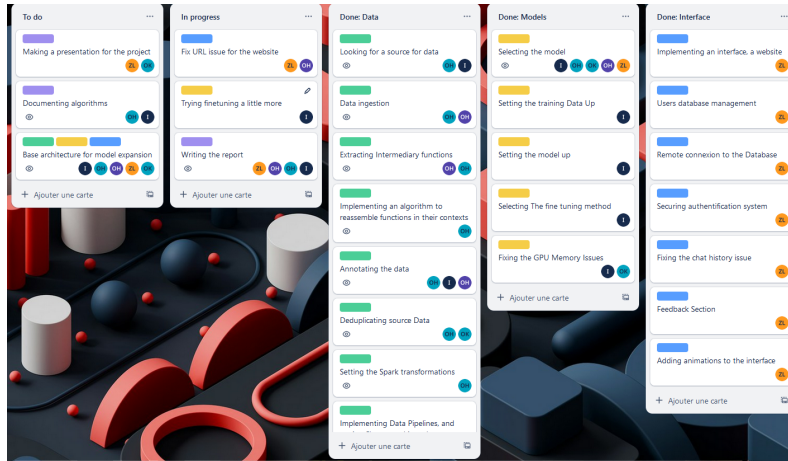 To do
Making a presentation for the project
ZL OK
Documenting algorithms
OH I
Base architecture for model expansion
I OH OH ZL OK
+ Ajouter une carte
In progress
Fix URL issue for the website
ZL OH
Trying finetuning a little more
I
Writing the report
ZL OH OH I
+ Ajouter une carte
Done: Data
Looking for a source for data
OH I
Data ingestion
OH OH
Extracting Intermediary functions
OH OH
Implementing an algorithm to
reassemble functions in their contexts
OH
Annotating the data
OH I OH
Deduplicating source Data
OH OK
Setting the Spark transformations
OH
Implementing Data Pipelines, and
+ Ajouter une carte
Done: Models
Selecting the model
I OH OK OH ZL
Setting the training Data Up
I
Setting the model up
I
Selecting The fine tuning method
I
Fixing the GPU Memory Issues
I OK
+ Ajouter une carte
Done: Interface
Implementing an interface, a website
ZL
Users database management
ZL
Remote connexion to the Database
ZL
Securing authentification system
ZL
Fixing the chat history issue
ZL
Feedback Section
ZL
Adding animations to the interface
ZL
+ Ajouter une carte